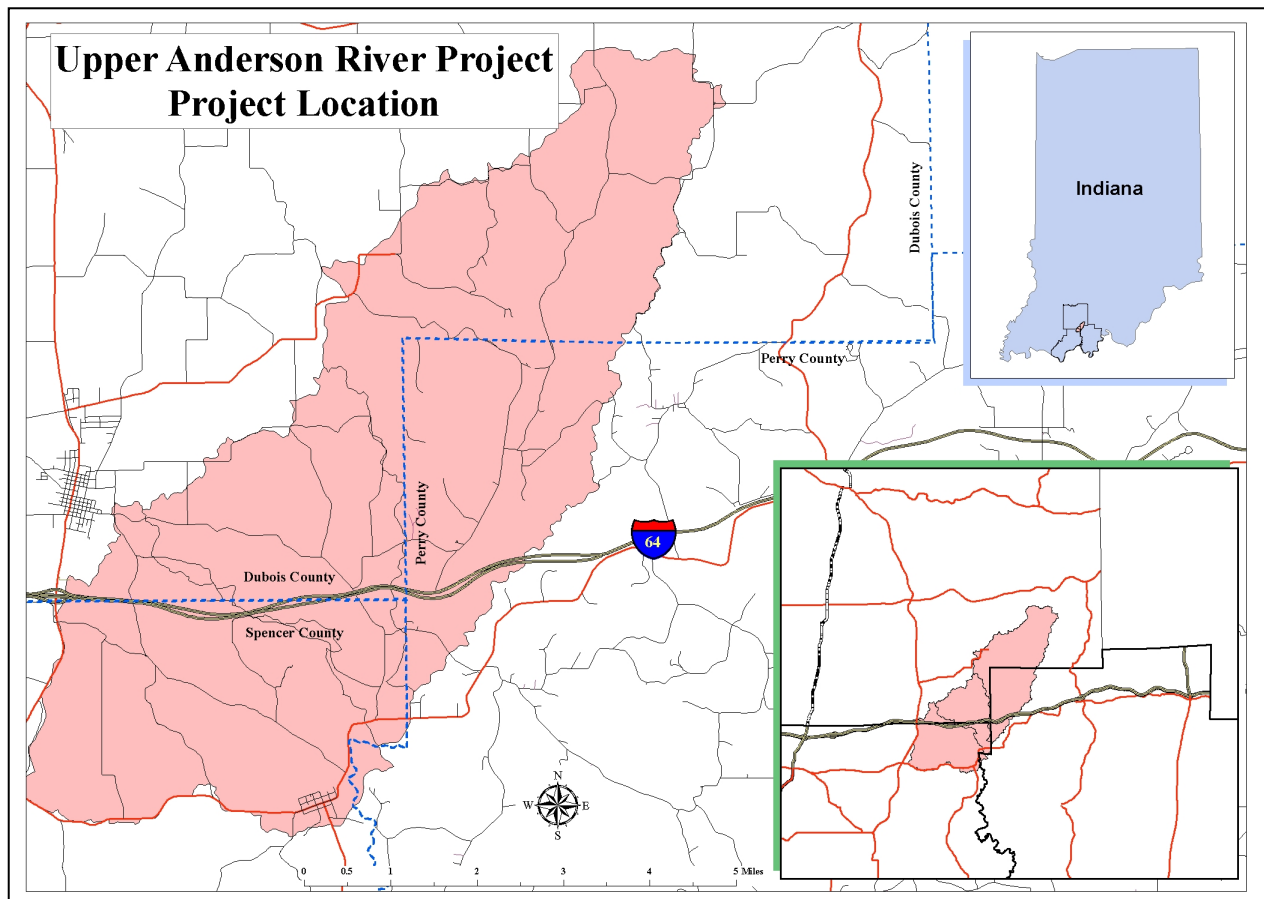 Upper Anderson River Project
Project Location
Indiana
Dubois County
Perry County
Perry County
64
Dubois County
Spencer County
N
W E
S
0 0.5 1 2 3 4 5 Miles